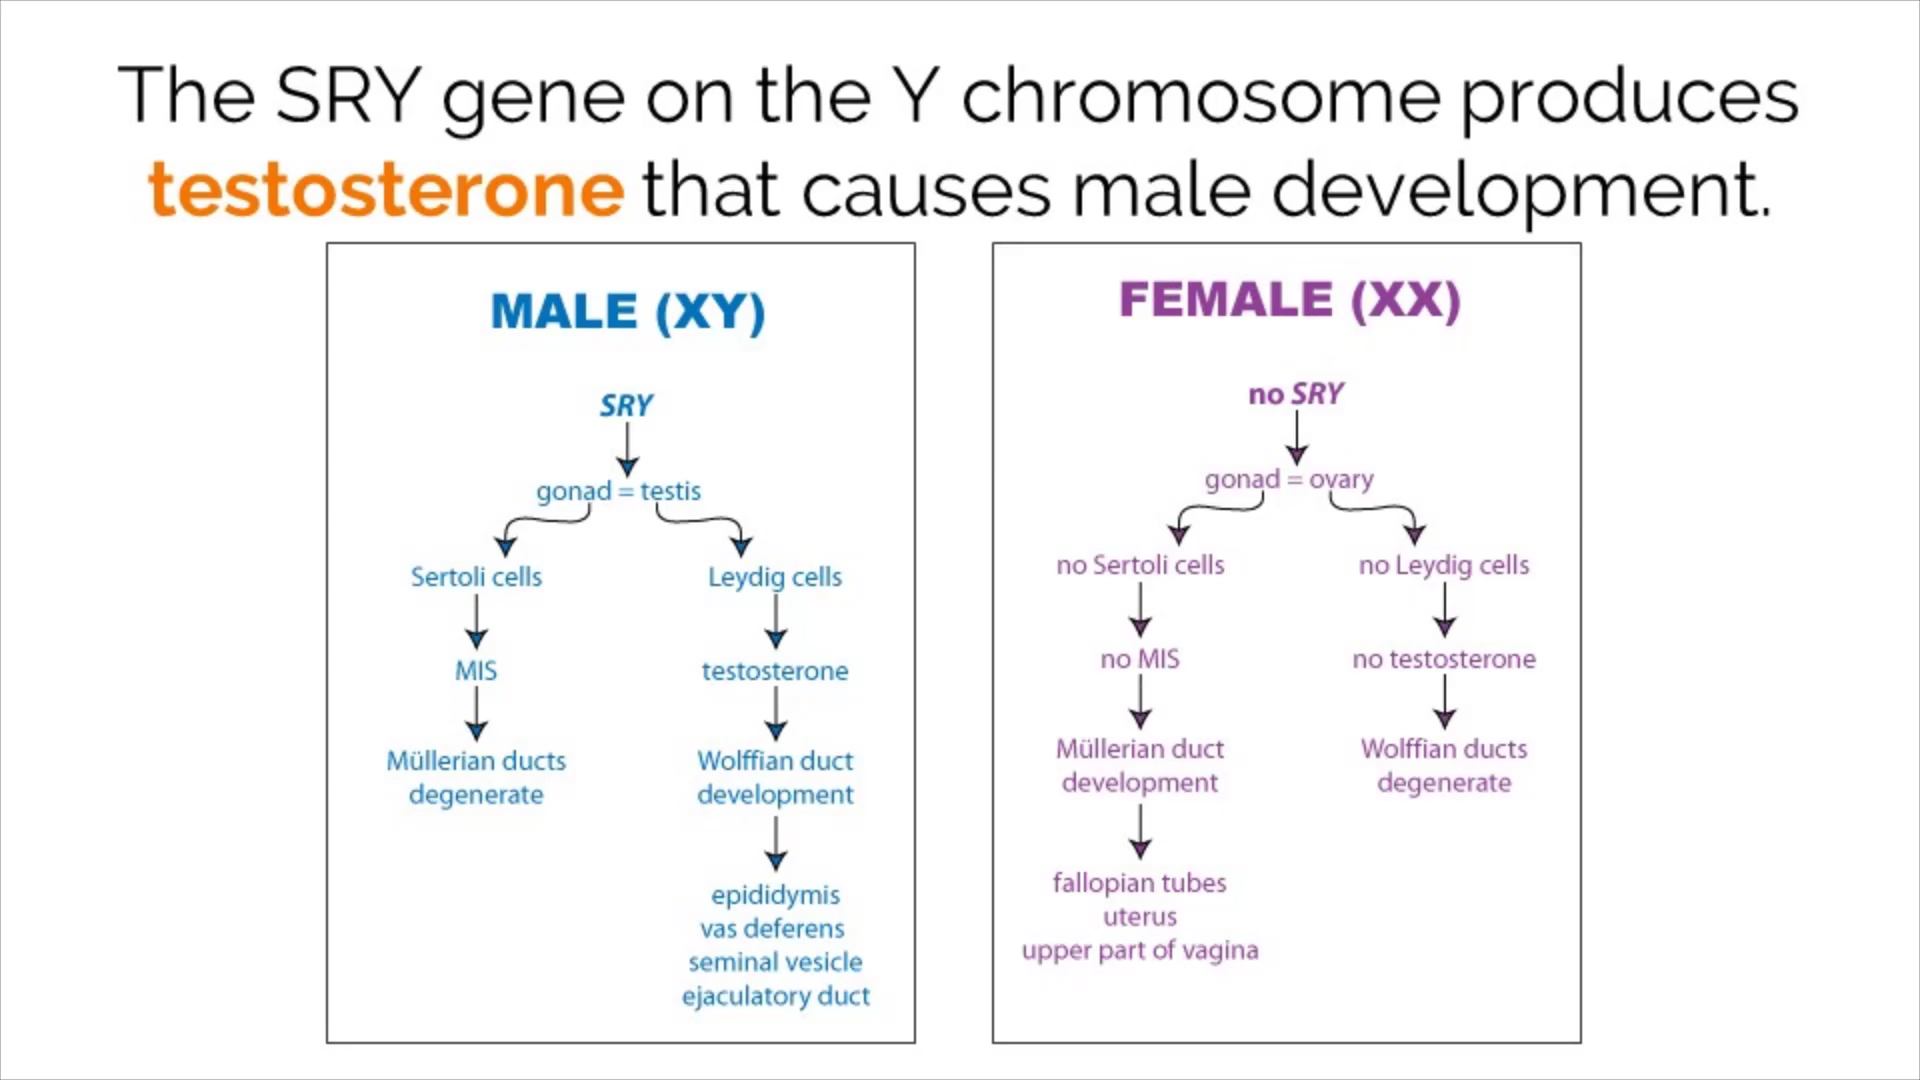 The SRY gene on the Y chromosome produces
testosterone that causes male development.
MALE (XY)
SRY
gonad = testis
Sertoli cells
Leydig cells
MIS
testosterone
Müllerian ducts
degenerate
Wolffian duct
development
epididymis
vas deferens
seminal vesicle
ejaculatory duct
FEMALE (XX)
no SRY
gonad = ovary
no Sertoli cells
no Leydig cells
no MIS
no testosterone
Müllerian duct
development
Wolffian ducts
degenerate
fallopian tubes
uterus
upper part of vagina